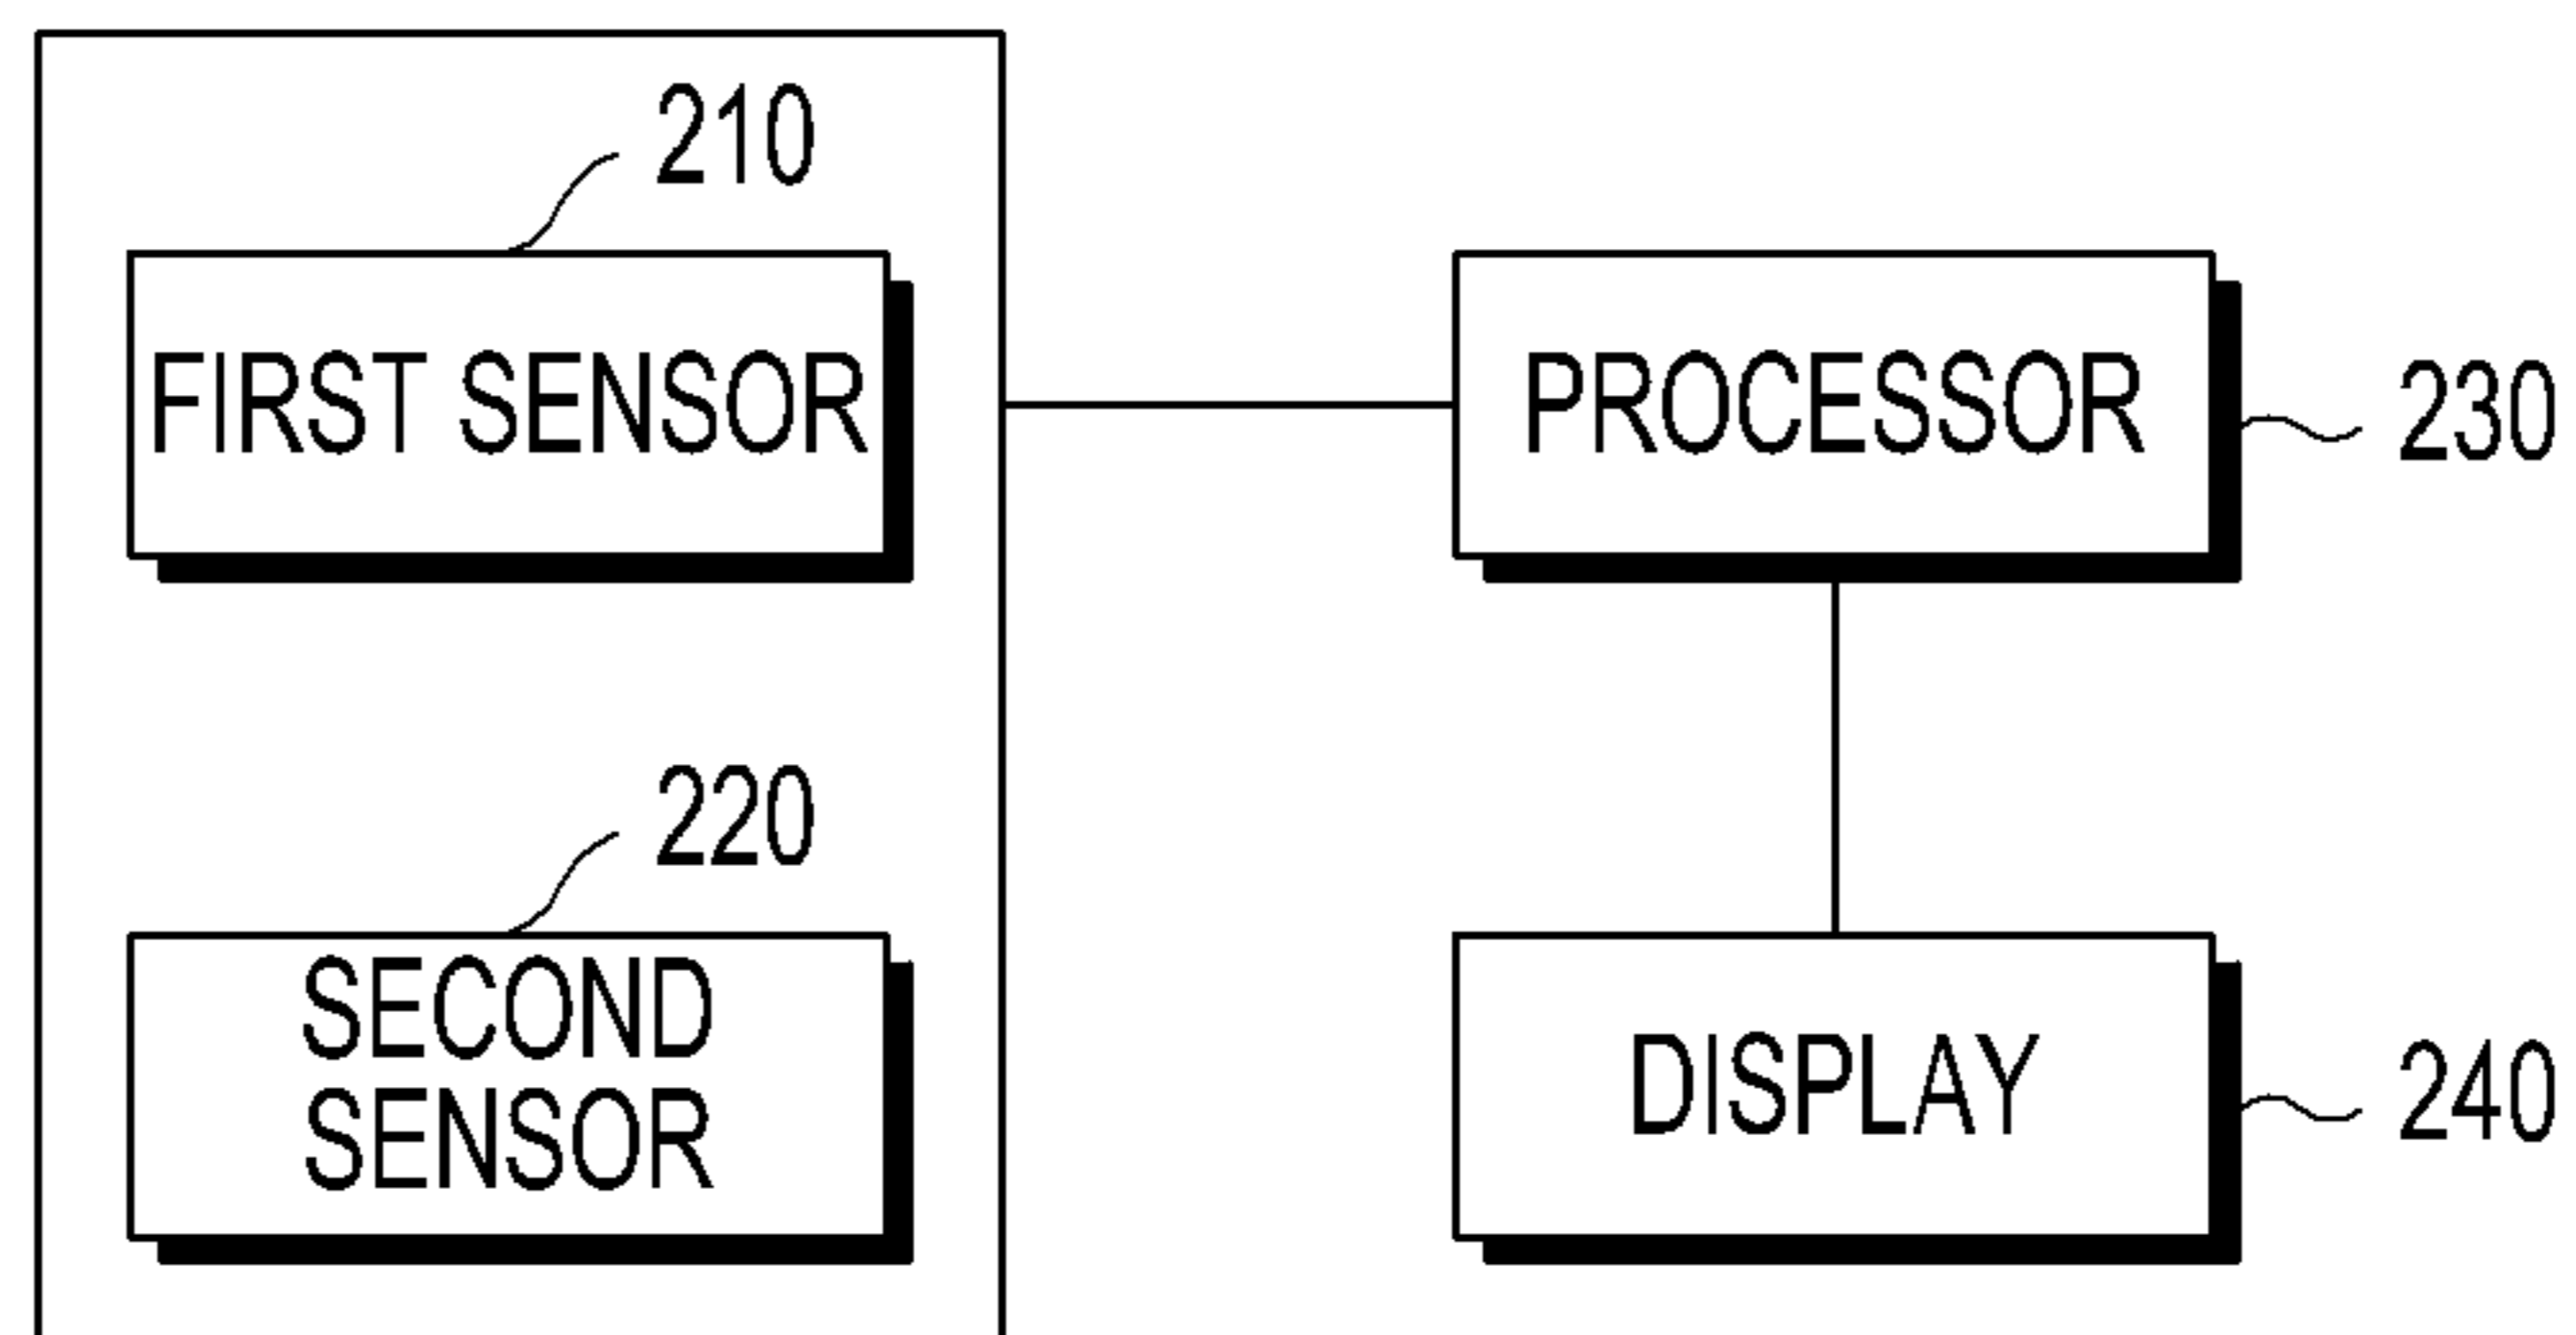 210
FIRST SENSOR
PROCESSOR
230
220
SECOND
SENSOR
DISPLAY
240